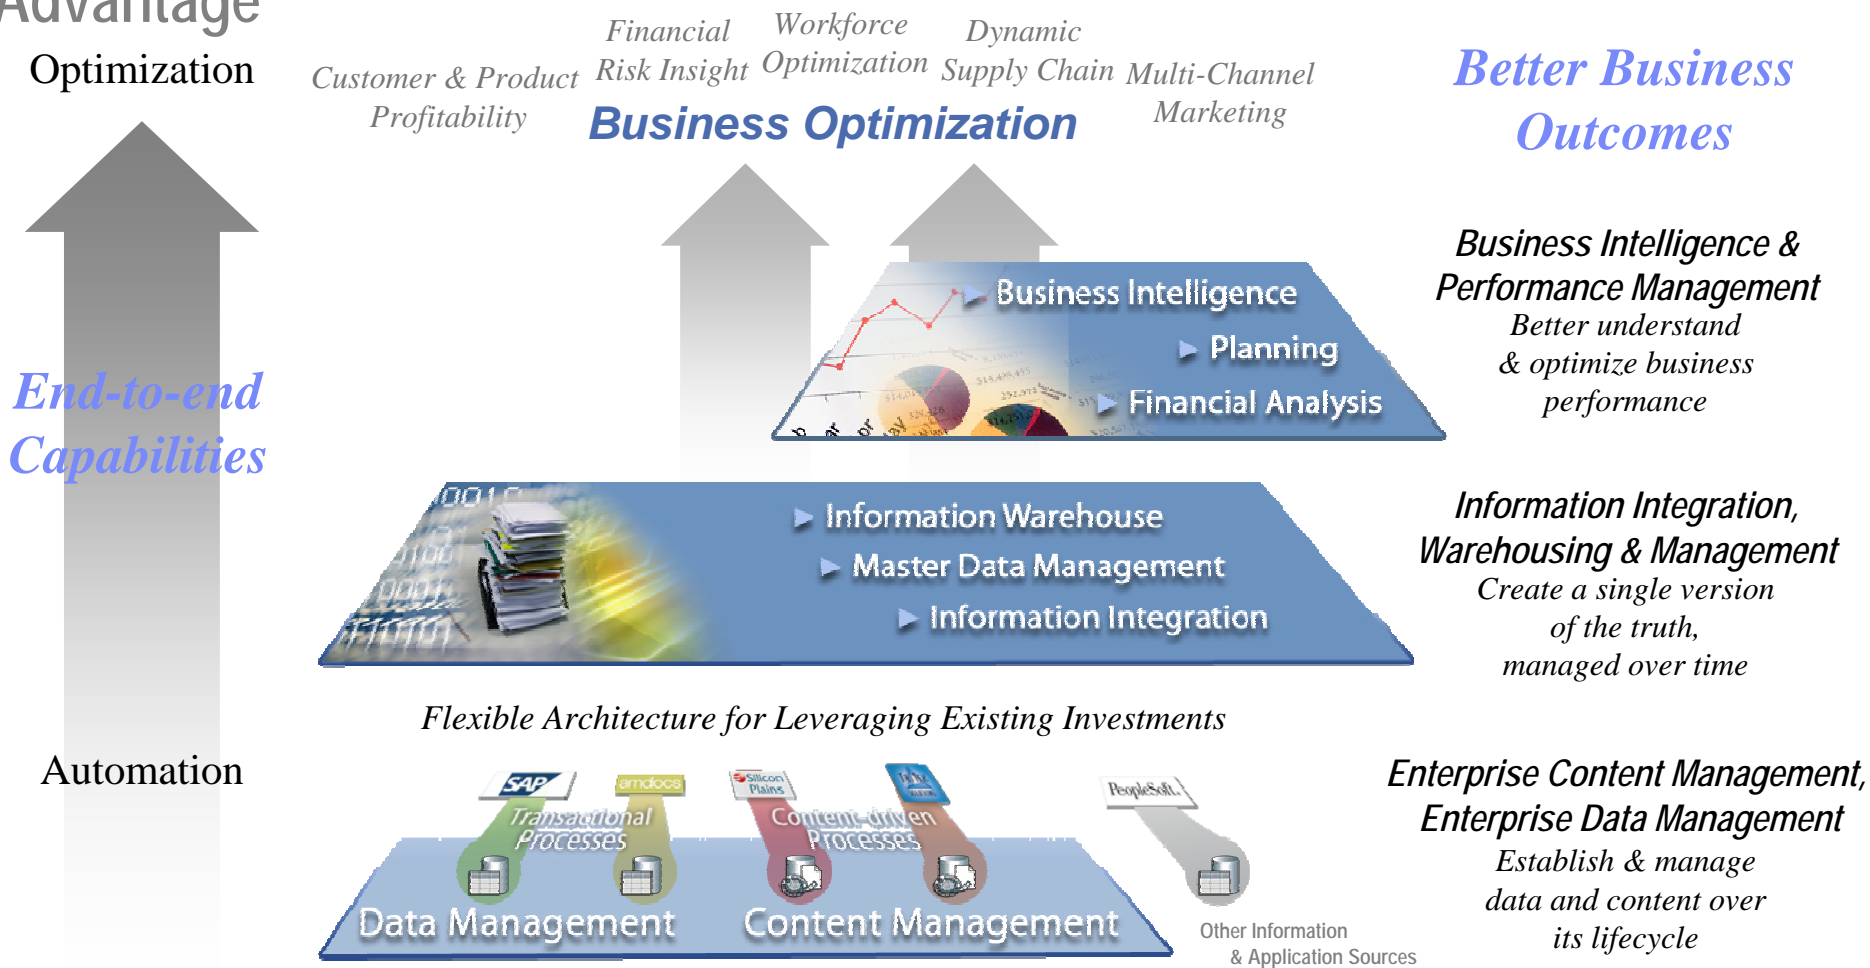 Advantage
Optimization
Customer & Product
Profitability
Financial
Risk Insight
Workforce
Optimization
Dynamic
Supply Chain
Multi-Channel
Marketing
Business Optimization
Better Business
Outcomes
End-to-end
Capabilities
Business Intelligence
Planning
Financial Analysis
Business Intelligence &
Performance Management
Better understand
& optimize business
performance
Information Warehouse
Master Data Management
Information Integration
Information Integration,
Warehousing & Management
Create a single version
of the truth,
managed over time
Flexible Architecture for Leveraging Existing Investments
Automation
SAP
amdocs
Silicon
Plains
PeopleSoft.
Transactional
Processes
Content-driven
Processes
Data Management
Content Management
Other Information
& Application Sources
Enterprise Content Management,
Enterprise Data Management
Establish & manage
data and content over
its lifecycle